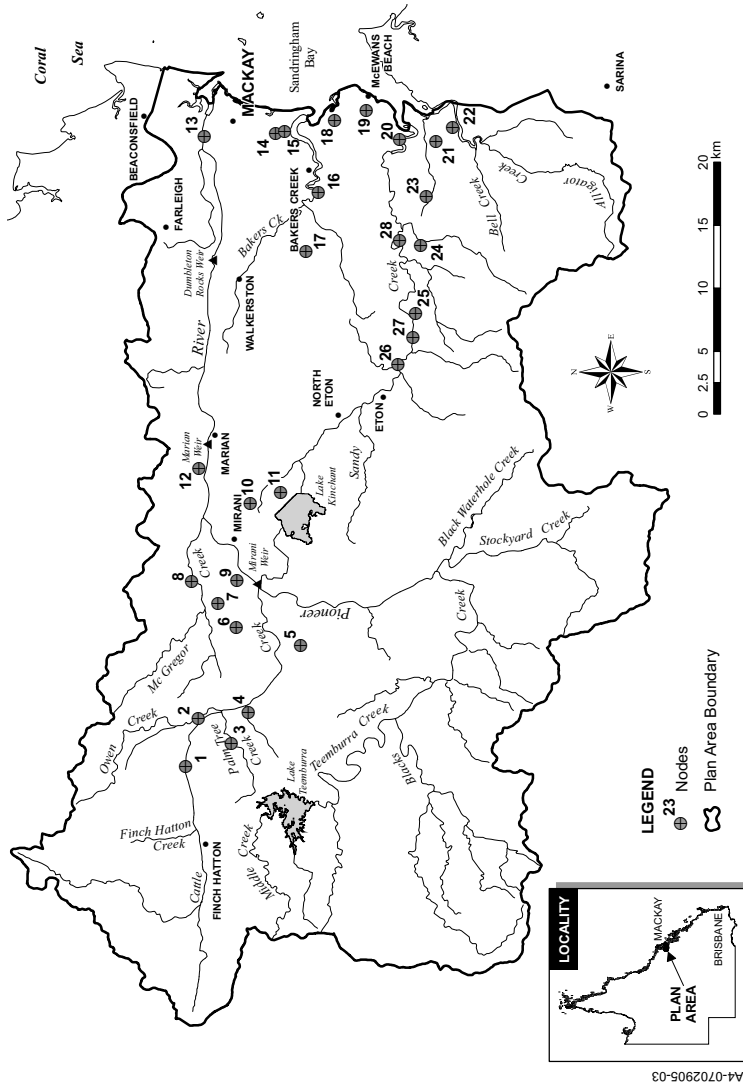 Coral
Sea
BEACONSFIELD
FARLEIGH
13
MACKAY
Sandringham
Bay
McEWANS
BEACH
SARINA
14
15
18
19
20
21
22
23
16
BAKERS CREEK
17
Bakers Ck
WALKERSTON
Dumbleton
Rocks Weir
River
28
24
Creek
25
27
26
Bell Creek
Alligator
Creek
NORTH
ETON
ETON
Sandy
Marian
Weir
MARIAN
12
MIRANI
10
11
Lake
Kinchant
Mirani
Weir
Black Waterhole Creek
Stockyard Creek
Creek
8
Creek
9
7
6
Creek
5
Pioneer
Mc Gregor
Owen
Creek
2
1
Palm Tree
3
Creek
4
Finch Hatton
Creek
Cattle
FINCH HATTON
Middle Creek
Lake
Teemburra
Teemburra Creek
Blacks
N
E
S
W
0
2.5
5
10
15
20
km
LEGEND
23
Nodes
Plan Area Boundary
LOCALITY
MACKAY
PLAN
AREA
BRISBANE
A4-0702905-03